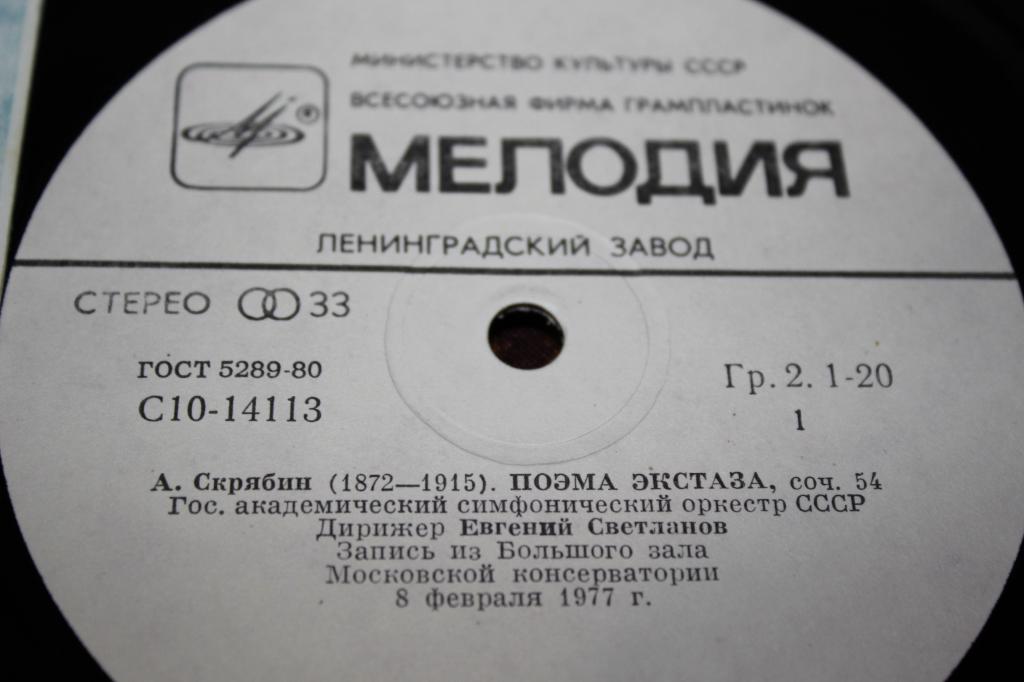 МИНИСТЕРСТВО КУЛЬТУРЫ СССР
ВСЕСОЮЗНАЯ ФИРМА ГРАМПЛАСТИНОК
МЕЛОДИЯ
ЛЕНИНГРАДСКИЙ ЗАВОД
СТЕРЕО 33
ГОСТ 5289-80
С10-14113
Гр. 2. 1-20
1
А. Скрябин (1872—1915). ПОЭМА ЭКСТАЗА, соч. 54
Гос. академический симфонический оркестр СССР
Дирижер Евгений Светланов
Запись из Большого зала
Московской консерватории
8 февраля 1977 г.